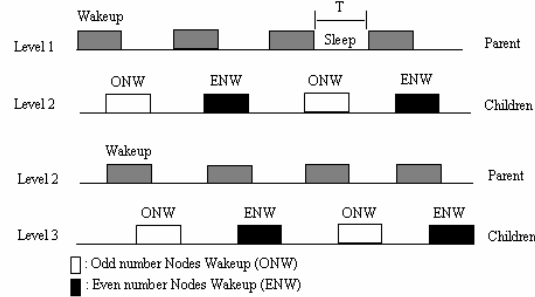 T
Wakeup
Level 1 Sleep Parent
ONW ENW ONW ENW
Level 2 Children
Wakeup
Level 2 Parent
ONW ENW ONW ENW
Level 3 Children
: Odd number Nodes Wakeup (ONW)
: Even number Nodes Wakeup (ENW)